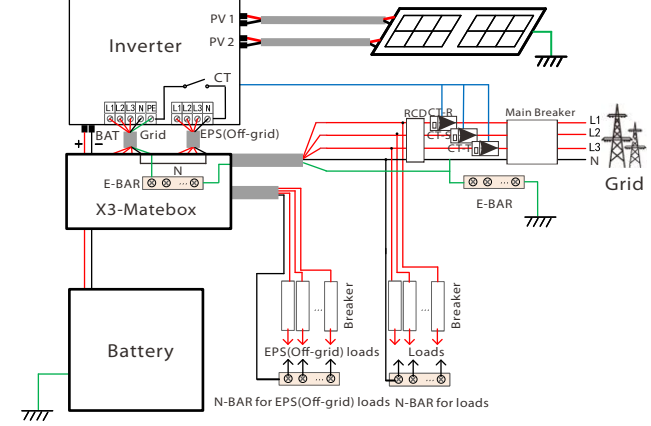 PV 1
Inverter
PV 2
CT
L1 L2 L3 N PE
L1 L2 L3 N
BAT
Grid
EPS(Off-grid)
+
–
RCD
CT-R
CT-S
CT-T
Main Breaker
L1
L2
L3
N
Grid
N
E-BAR
X3-Matebox
E-BAR
Battery
Breaker
Breaker
EPS(Off-grid) loads
Loads
N-BAR for EPS(Off-grid) loads
N-BAR for loads